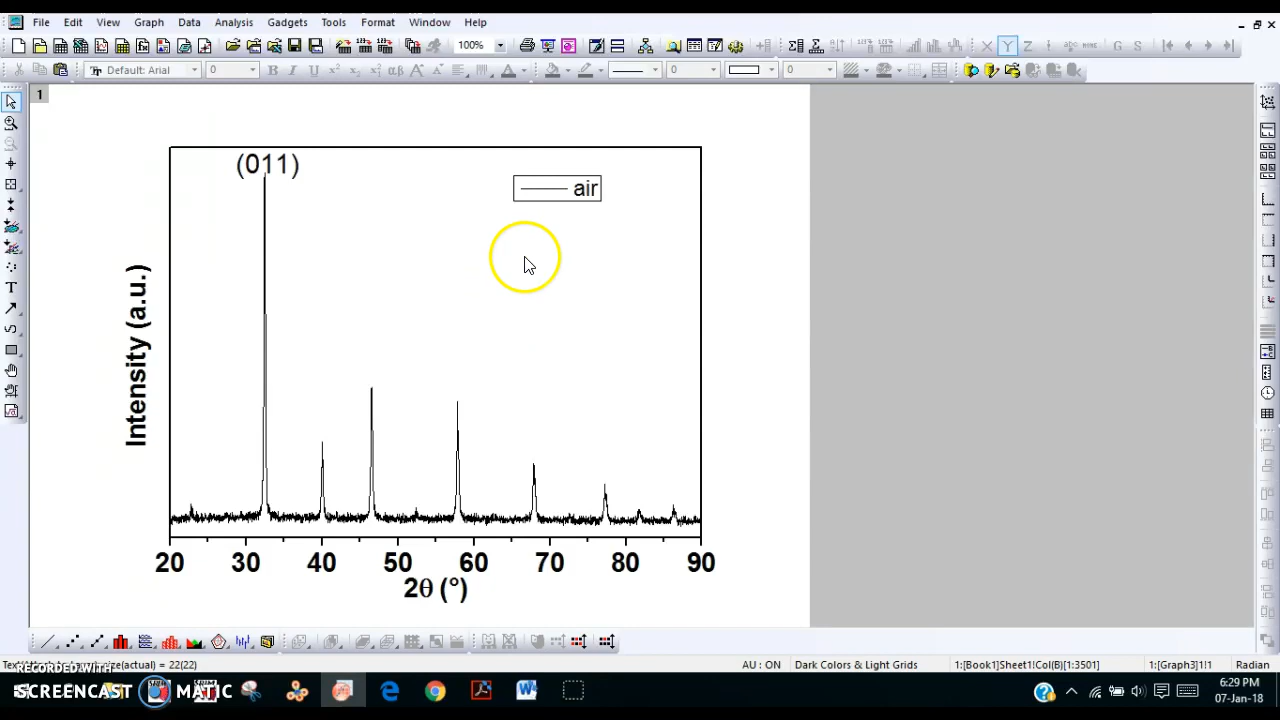 File Edit View Graph Data Analysis Gadgets Tools Format Window Help
100%
Default: Arial 0 B I U 0 0
1
(011)
air
Intensity (a.u.)
20 30 40 50 60 70 80 90
2θ (°)
AU : ON Dark Colors & Light Grids 1:[Book1]Sheet1!Col(B)[1:3501] 1:[Graph3]1!1 Radian
RECORDED WITH
SCREENCAST MATIC
6:29 PM
07-Jan-18